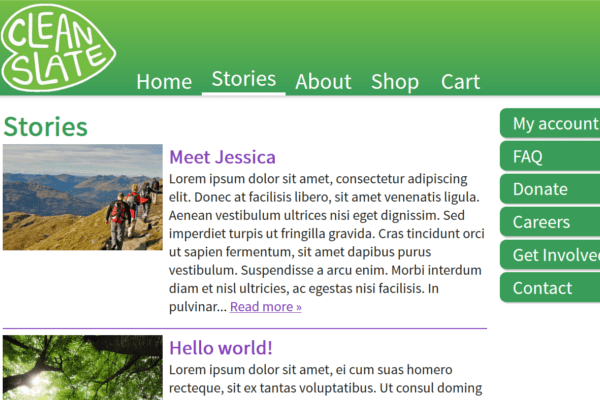 CLEAN
SLATE
Home Stories About Shop Cart
Stories
Meet Jessica
Lorem ipsum dolor sit amet, consectetur adipiscing
elit. Donec at facilisis libero, sit amet venenatis ligula.
Aenean vestibulum ultrices nisi eget dignissim. Sed
imperdiet turpis ut fringilla gravida. Cras tincidunt orci
ut sapien fermentum, sit amet dapibus purus
vestibulum. Suspendisse a arcu enim. Morbi interdum
diam et nisl ultricies, ac egestas nisi facilisis. In
pulvinar... Read more »
Hello world!
Lorem ipsum dolor sit amet, ei cum suas homero
recteque, sit ex tantas voluptatibus. Ut consul doming
My account
FAQ
Donate
Careers
Get Involve
Contact